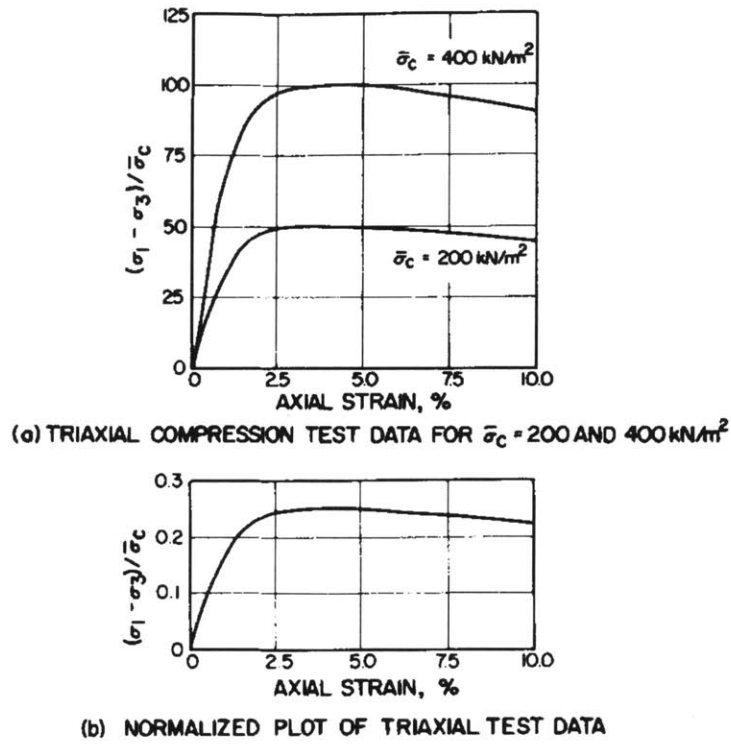 125
100
75
50
25
0
(σ₁ - σ₃)/σ̄c
σ̄c = 400 kN/m²
σ̄c = 200 kN/m²
0 2.5 5.0 7.5 10.0
AXIAL STRAIN, %
(a) TRIAXIAL COMPRESSION TEST DATA FOR σ̄c = 200 AND 400 kN/m²
0.3
0.2
0.1
0
(σ₁ - σ₃)/σ̄c
0 2.5 5.0 7.5 10.0
AXIAL STRAIN, %
(b) NORMALIZED PLOT OF TRIAXIAL TEST DATA